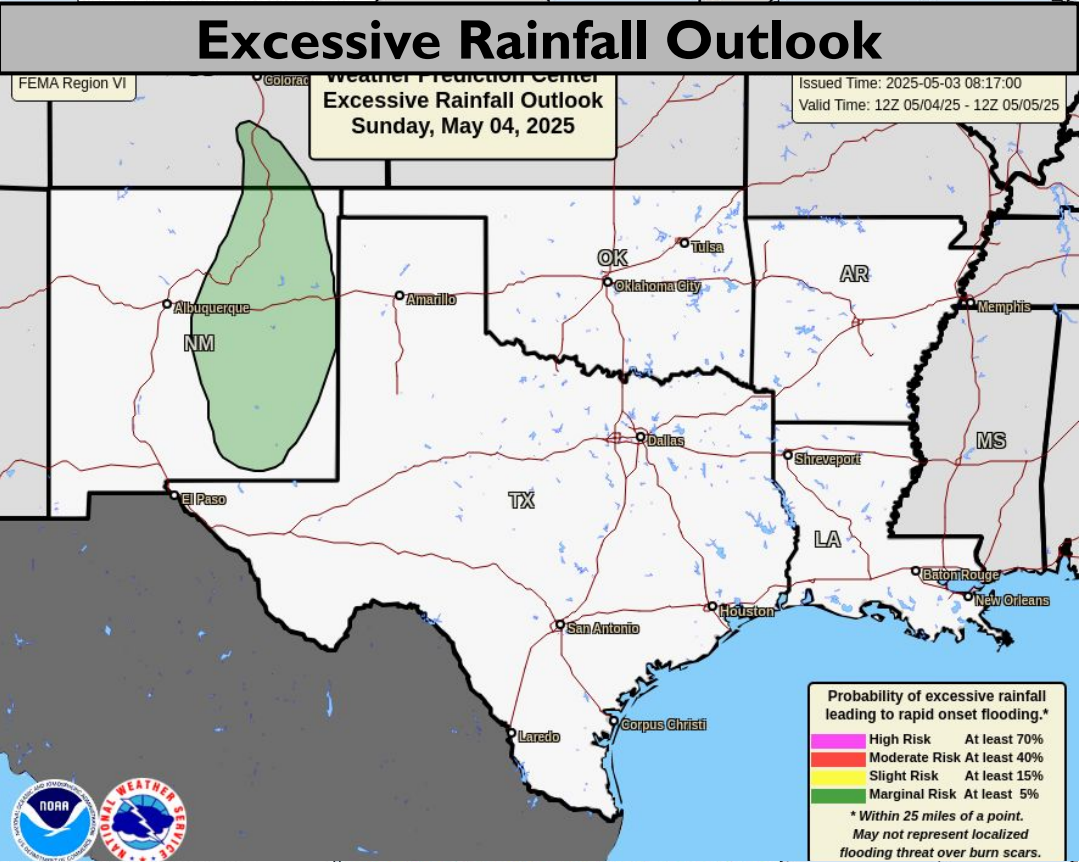 Excessive Rainfall Outlook
FEMA Region VI
Colorad
Weather Prediction Center
Excessive Rainfall Outlook
Sunday, May 04, 2025
Issued Time: 2025-05-03 08:17:00
Valid Time: 12Z 05/04/25 - 12Z 05/05/25
Tulsa
OK
Oklahoma City
AR
Amarillo
Albuquerque
Memphis
NM
Dallas
MS
Shreveport
El Paso
TX
LA
Baton Rouge
New Orleans
Houston
San Antonio
Corpus Christi
Laredo
Probability of excessive rainfall
leading to rapid onset flooding.*
High Risk At least 70%
Moderate Risk At least 40%
Slight Risk At least 15%
Marginal Risk At least 5%
* Within 25 miles of a point.
May not represent localized
flooding threat over burn scars.
NOAA
NATIONAL WEATHER SERVICE